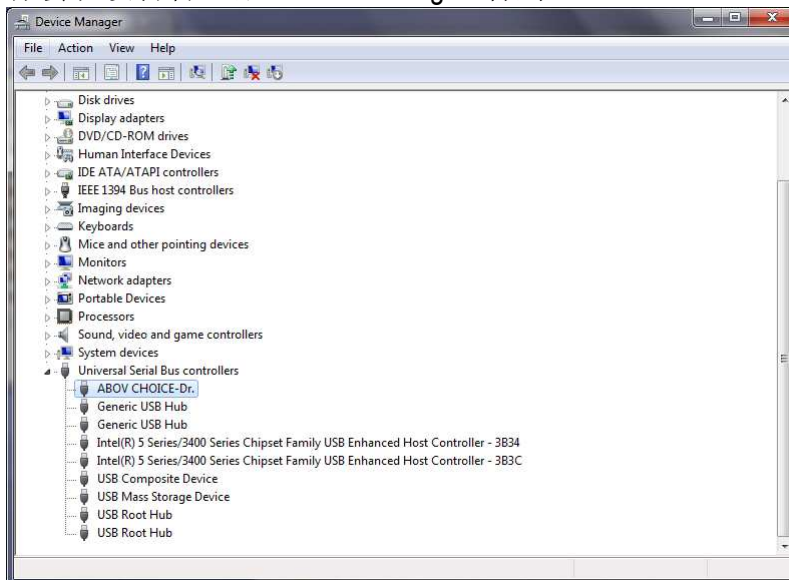 Device Manager
File Action View Help
Disk drives
Display adapters
DVD/CD-ROM drives
Human Interface Devices
IDE ATA/ATAPI controllers
IEEE 1394 Bus host controllers
Imaging devices
Keyboards
Mice and other pointing devices
Monitors
Network adapters
Portable Devices
Processors
Sound, video and game controllers
System devices
Universal Serial Bus controllers
ABOV CHOICE-Dr.
Generic USB Hub
Generic USB Hub
Intel(R) 5 Series/3400 Series Chipset Family USB Enhanced Host Controller - 3B34
Intel(R) 5 Series/3400 Series Chipset Family USB Enhanced Host Controller - 3B3C
USB Composite Device
USB Mass Storage Device
USB Root Hub
USB Root Hub